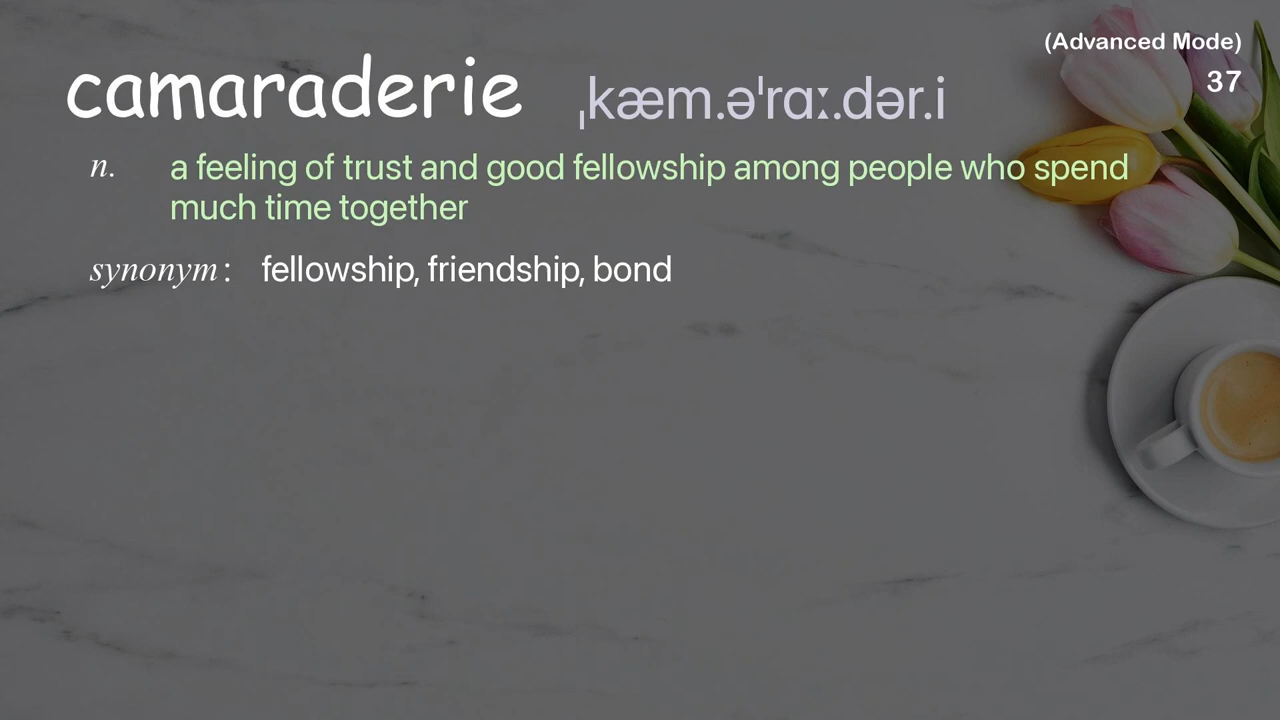 (Advanced Mode)
camaraderie ˌkæm.əˈrɑː.dər.i
37
n. a feeling of trust and good fellowship among people who spend
much time together
synonym: fellowship, friendship, bond